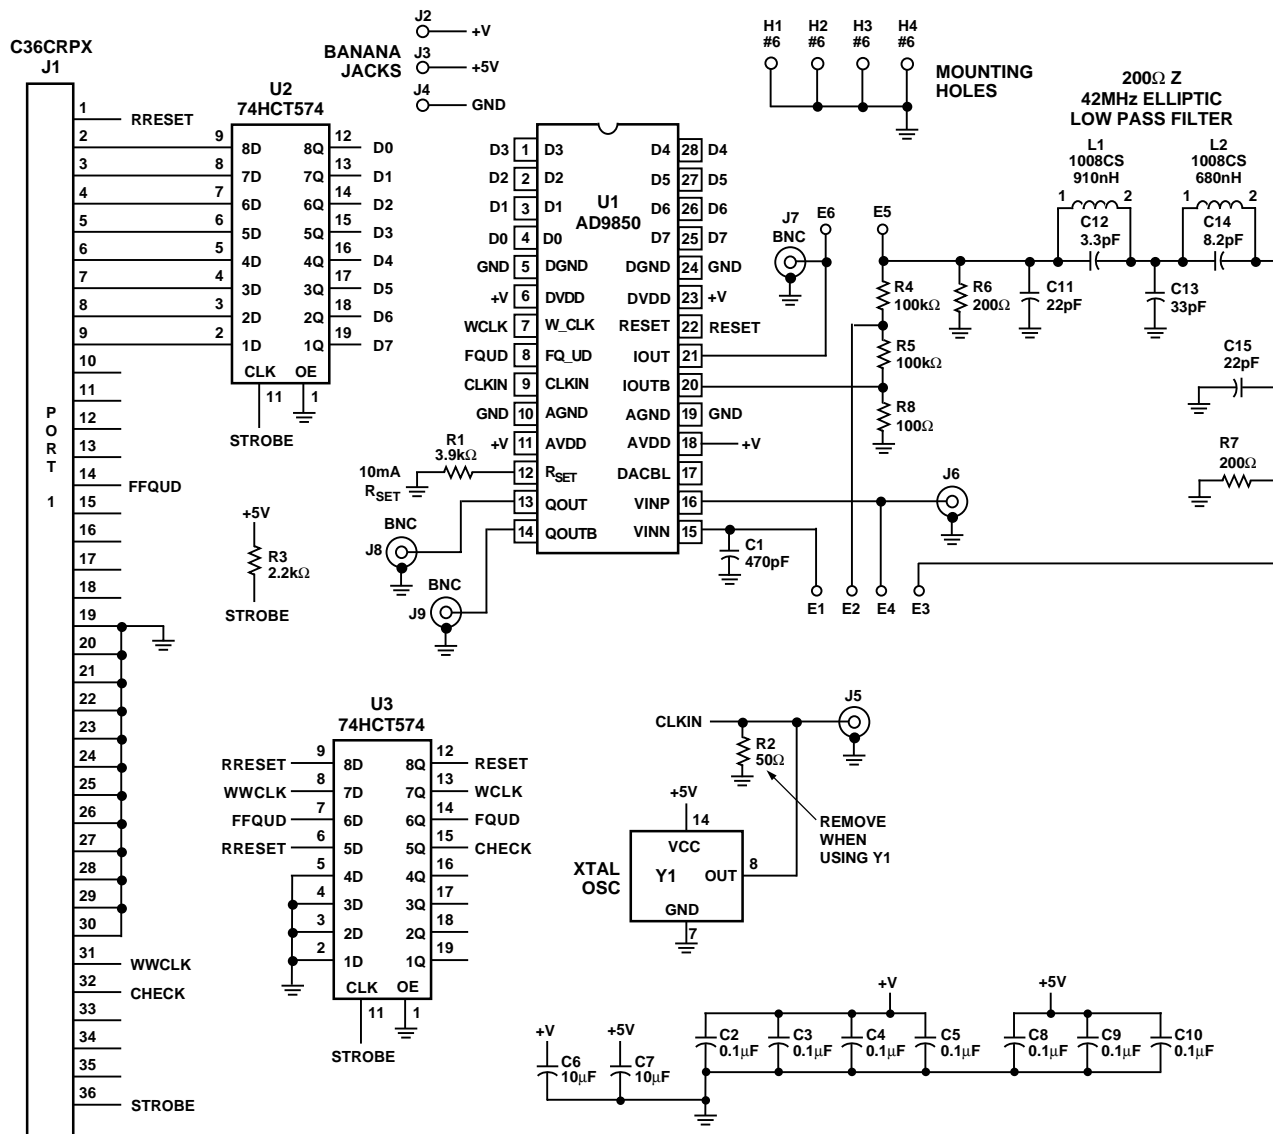 C36CRPX
J1
PORT 1
1
RRESET
2
3
4
5
6
7
8
9
10
11
12
13
14
FFQUD
15
16
17
18
19
20
21
22
23
24
25
26
27
28
29
30
31
WWCLK
32
CHECK
33
34
35
36
STROBE
U2
74HCT574
9 8D 8Q 12 D0
8 7D 7Q 13 D1
7 6D 6Q 14 D2
6 5D 5Q 15 D3
5 4D 4Q 16 D4
4 3D 3Q 17 D5
3 2D 2Q 18 D6
2 1D 1Q 19 D7
CLK OE
11 1
STROBE
BANANA
JACKS
J2
+V
J3
+5V
J4
GND
H1 H2 H3 H4
#6 #6 #6 #6
MOUNTING
HOLES
U1
AD9850
D3 1 D3 D4 28 D4
D2 2 D2 D5 27 D5
D1 3 D1 D6 26 D6
D0 4 D0 D7 25 D7
GND 5 DGND DGND 24 GND
+V 6 DVDD DVDD 23 +V
WCLK 7 W_CLK RESET 22 RESET
FQUD 8 FQ_UD IOUT 21
CLKIN 9 CLKIN IOUTB 20
GND 10 AGND AGND 19 GND
+V 11 AVDD AVDD 18 +V
12 RSET DACBL 17
13 QOUT VINP 16
14 QOUTB VINN 15
R1
3.9kΩ
10mA
RSET
BNC
J8
BNC
J9
J7
BNC
E6
E5
R4
100kΩ
R5
100kΩ
R8
100Ω
R6
200Ω
C11
22pF
200Ω Z
42MHz ELLIPTIC
LOW PASS FILTER
L1
1008CS
910nH
1 2
C12
3.3pF
L2
1008CS
680nH
1 2
C14
8.2pF
C13
33pF
C15
22pF
R7
200Ω
J6
C1
470pF
E1 E2 E4 E3
+5V
R3
2.2kΩ
STROBE
U3
74HCT574
RRESET 9 8D 8Q 12 RESET
WWCLK 8 7D 7Q 13 WCLK
FFQUD 7 6D 6Q 14 FQUD
RRESET 6 5D 5Q 15 CHECK
5 4D 4Q 16
4 3D 3Q 17
3 2D 2Q 18
2 1D 1Q 19
CLK OE
11 1
STROBE
CLKIN
J5
R2
50Ω
REMOVE
WHEN
USING Y1
+5V
14
VCC
XTAL
OSC
Y1 OUT 8
GND
7
+V
C6
10µF
+5V
C7
10µF
+V
C2
0.1µF
C3
0.1µF
C4
0.1µF
C5
0.1µF
+5V
C8
0.1µF
C9
0.1µF
C10
0.1µF